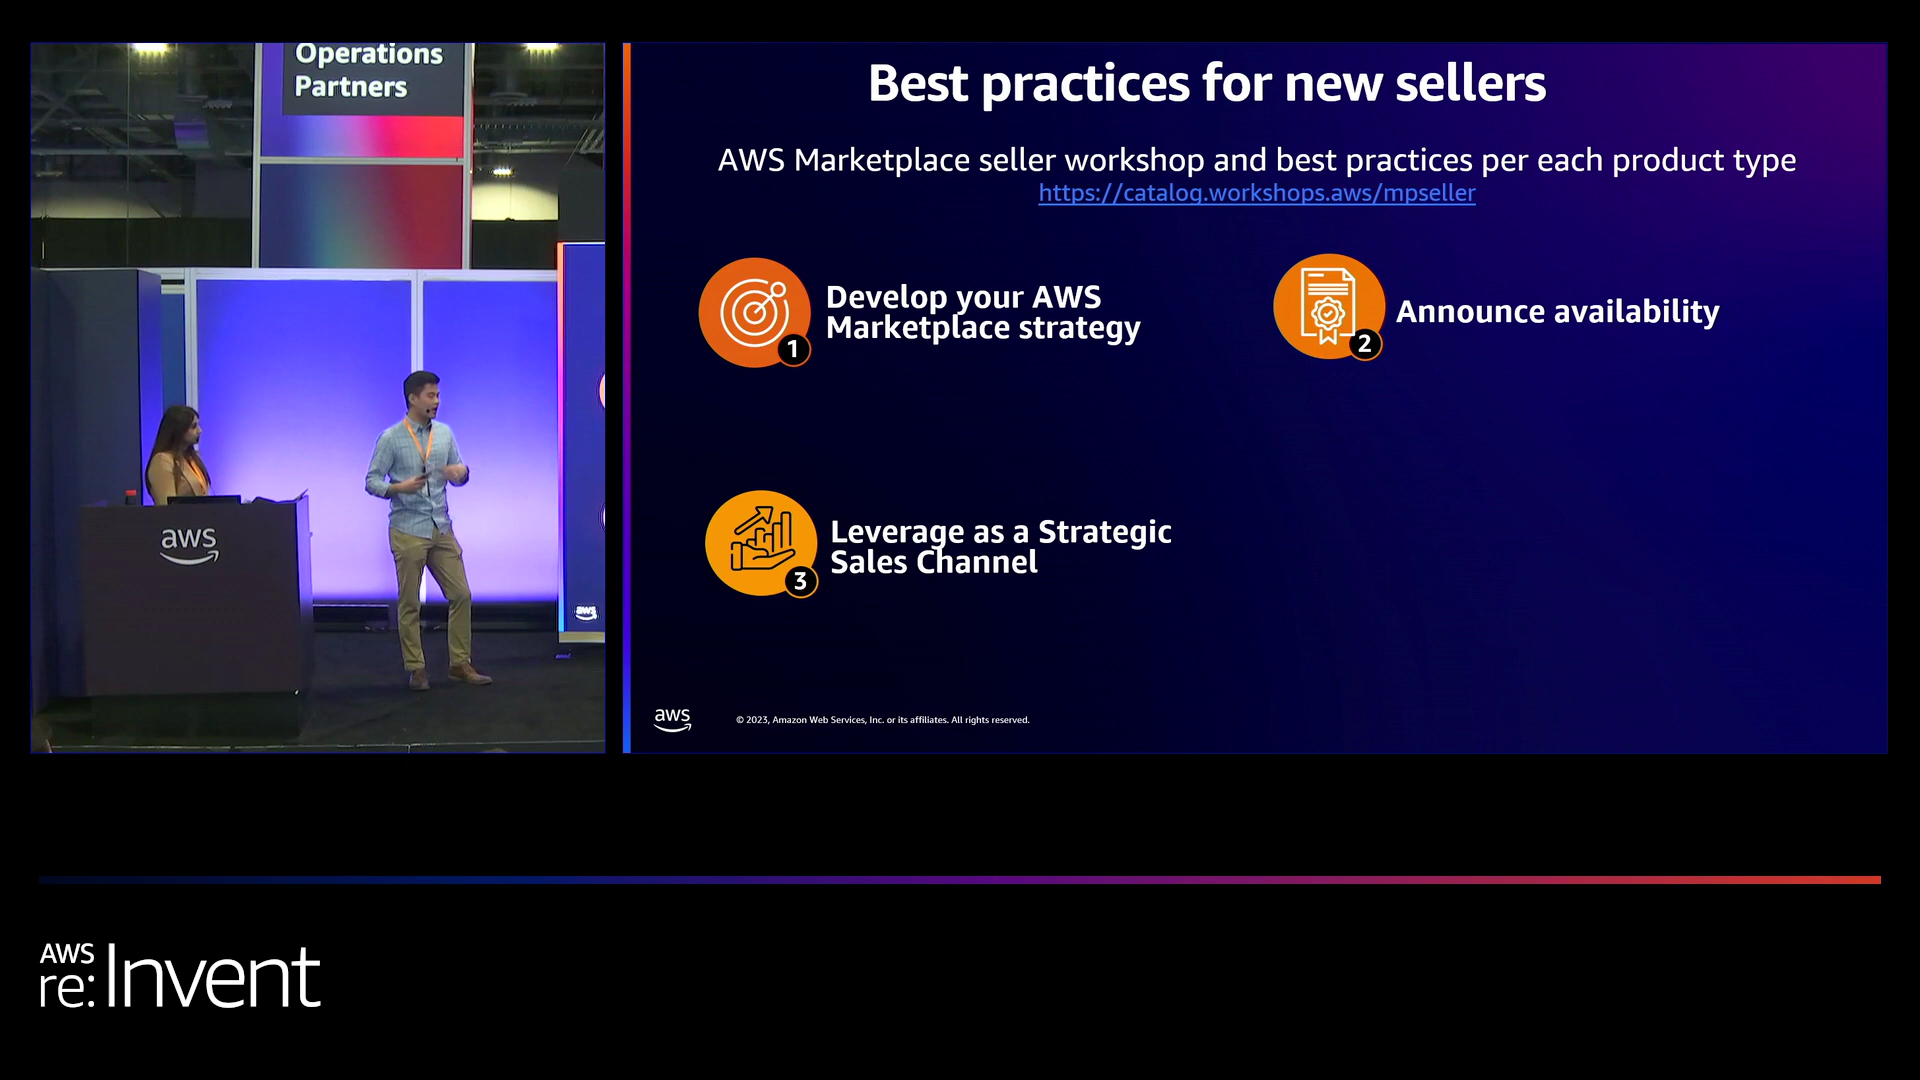 Operations
Partners
aws
aws
Best practices for new sellers
AWS Marketplace seller workshop and best practices per each product type
https://catalog.workshops.aws/mpseller
1
Develop your AWS
Marketplace strategy
2
Announce availability
3
Leverage as a Strategic
Sales Channel
aws
© 2023, Amazon Web Services, Inc. or its affiliates. All rights reserved.
AWS
re:Invent